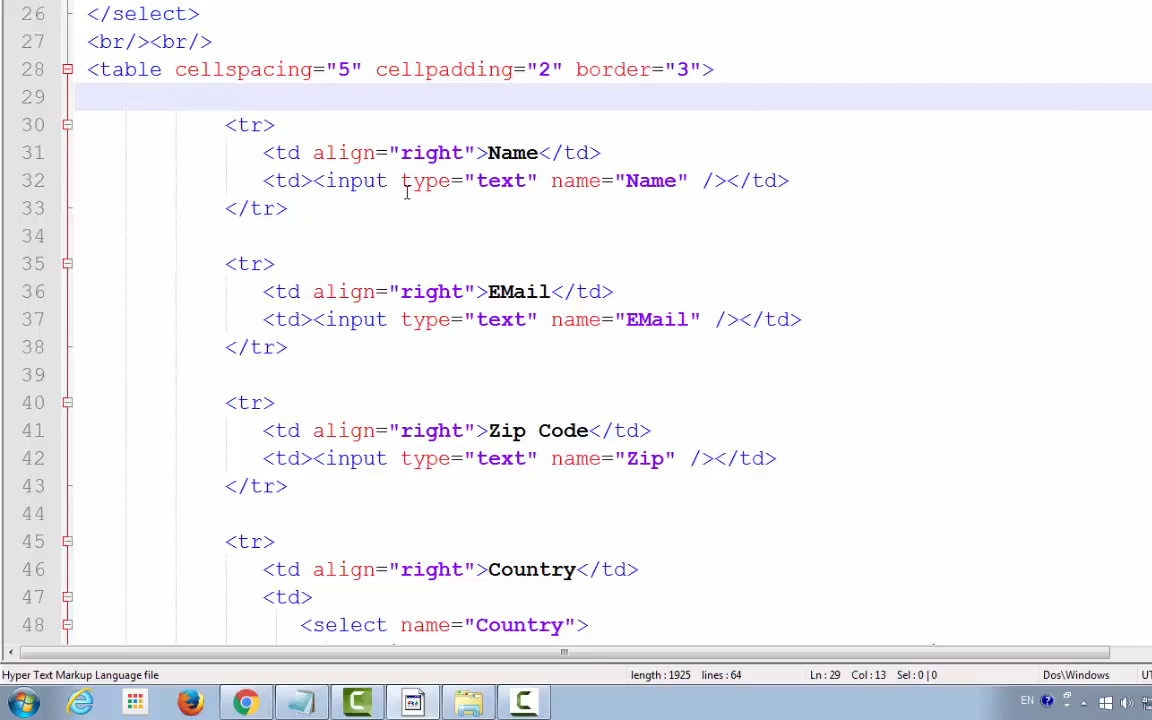 26 </select>
27 <br/><br/>
28 <table cellspacing="5" cellpadding="2" border="3">
29
30 <tr>
31 <td align="right">Name</td>
32 <td><input type="text" name="Name" /></td>
33 </tr>
34
35 <tr>
36 <td align="right">EMail</td>
37 <td><input type="text" name="EMail" /></td>
38 </tr>
39
40 <tr>
41 <td align="right">Zip Code</td>
42 <td><input type="text" name="Zip" /></td>
43 </tr>
44
45 <tr>
46 <td align="right">Country</td>
47 <td>
48 <select name="Country">
Hyper Text Markup Language file length : 1925 lines : 64 Ln : 29 Col : 13 Sel : 0 | 0 Dos\Windows UT
EN